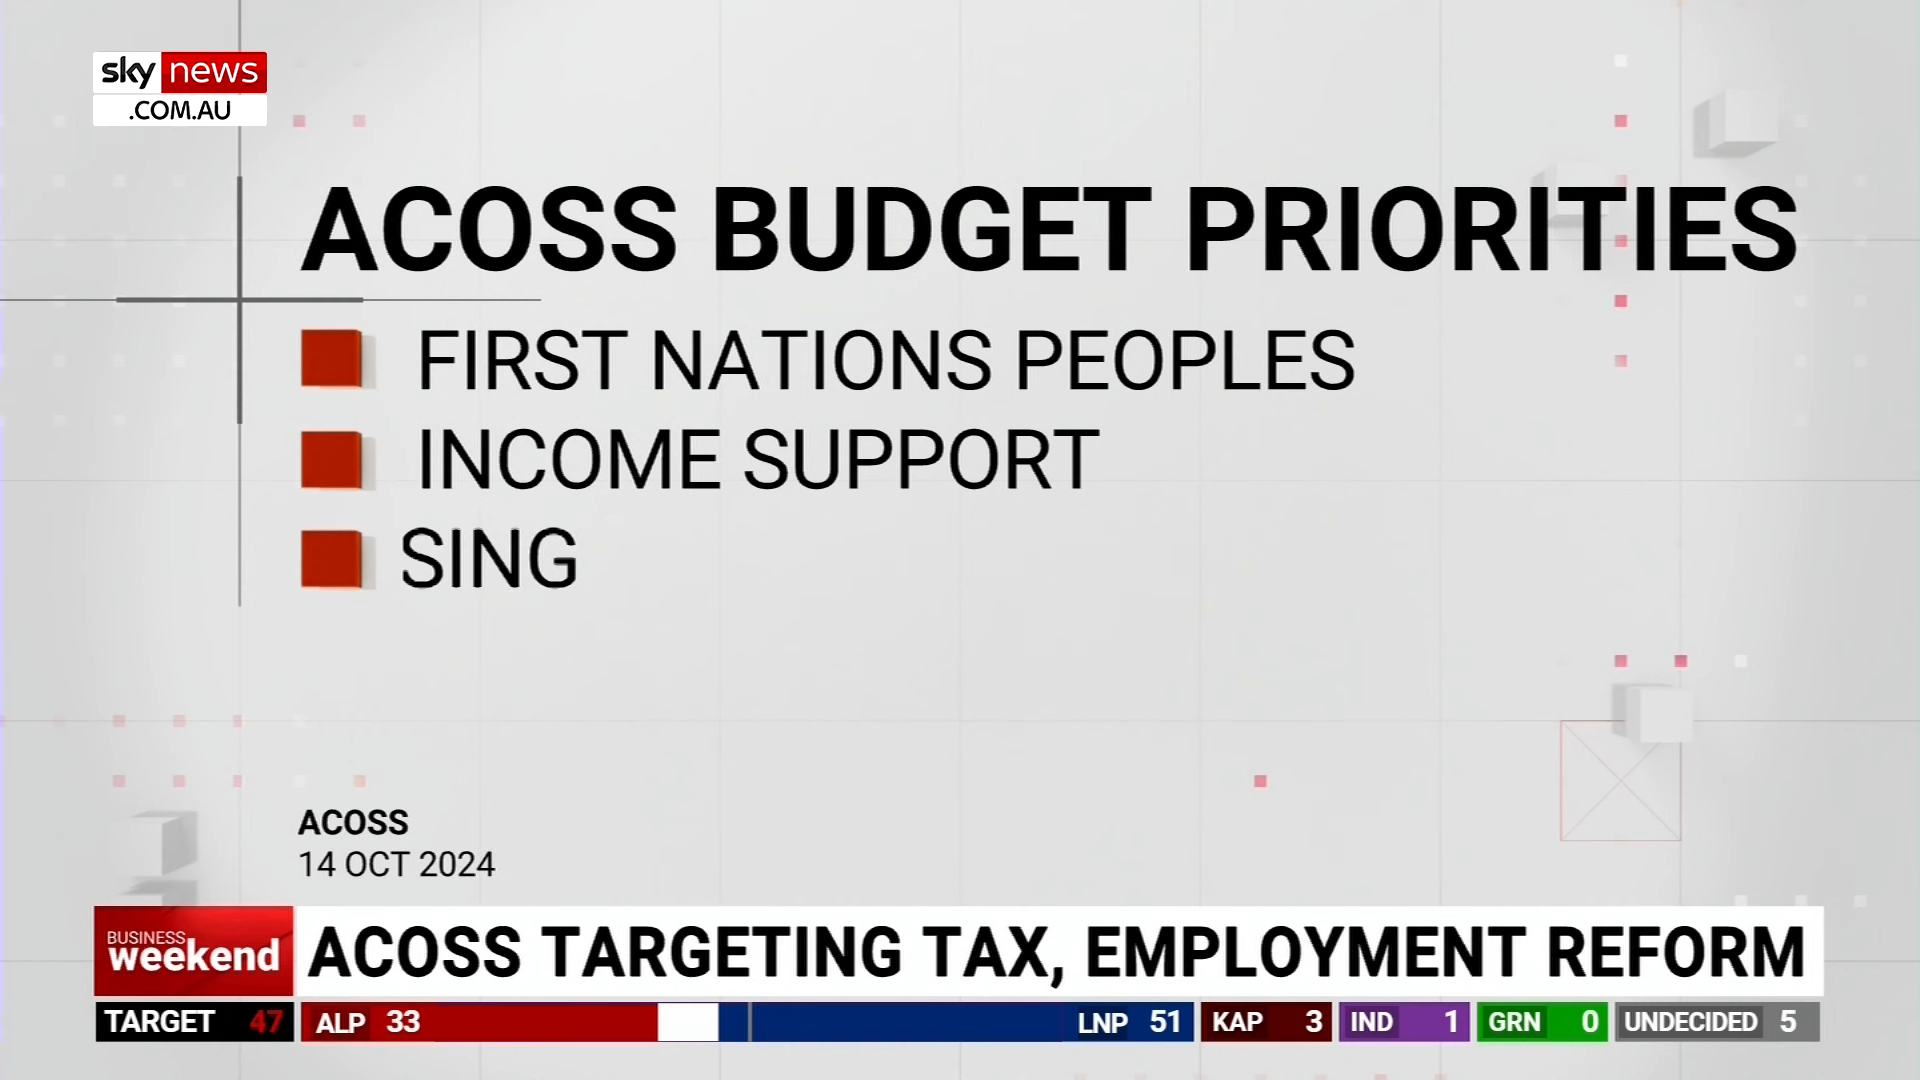 sky news
.COM.AU
ACOSS BUDGET PRIORITIES
FIRST NATIONS PEOPLES
INCOME SUPPORT
SING
ACOSS
14 OCT 2024
BUSINESS
weekend
ACOSS TARGETING TAX, EMPLOYMENT REFORM
TARGET 47 ALP 33 LNP 51 KAP 3 IND 1 GRN 0 UNDECIDED 5